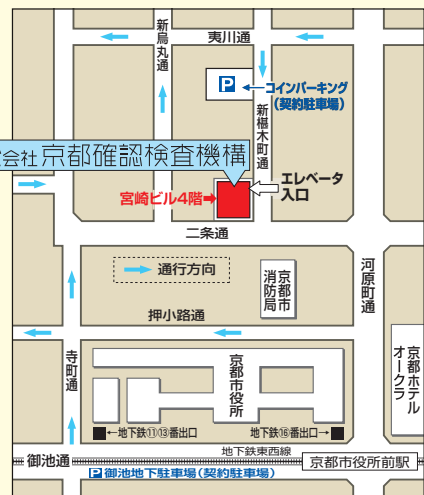 夷川通
新烏丸通
P
コインパーキング
（契約駐車場）
新椹木町通
会社 京都確認検査機構
宮崎ビル4階
エレベータ
入口
二条通
通行方向
京都市
消防局
河原町通
押小路通
寺町通
京都市役所
京都ホテル
オークラ
地下鉄⑪⑬番出口
地下鉄⑯番出口
地下鉄東西線
御池通
京都市役所前駅
P 御池地下駐車場（契約駐車場）